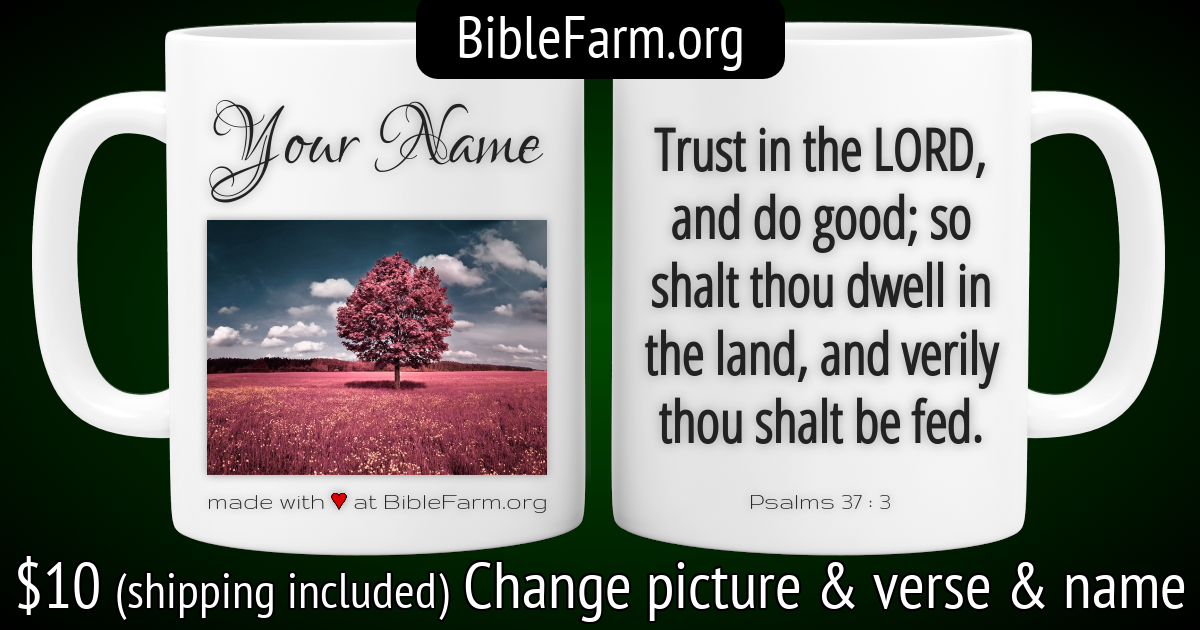 BibleFarm.org
Your Name
made with ♥ at BibleFarm.org
Trust in the LORD,
and do good; so
shalt thou dwell in
the land, and verily
thou shalt be fed.
Psalms 37 : 3
$10 (shipping included) Change picture & verse & name